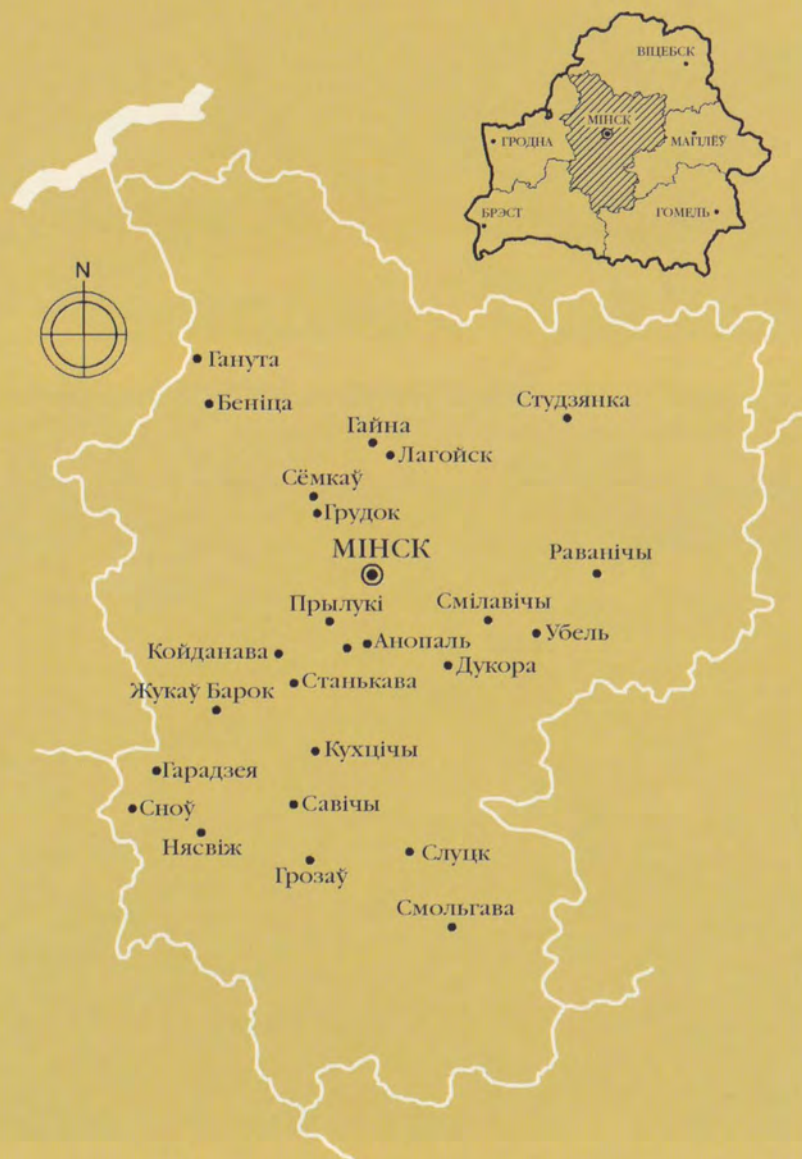 ВІЦЕБСК
МІНСК
ГРОДНА
МАГІЛЁЎ
БРЭСТ
ГОМЕЛЬ
N
Ганута
Беніца
Студзянка
Гайна
Лагойск
Сёмкаў
Грудок
МІНСК
Раванічы
Прылукі
Смілавічы
Убель
Анопаль
Койданава
Дукора
Станькава
Жукаў Барок
Кухцічы
Гарадзея
Сноў
Савічы
Нясвіж
Слуцк
Грозаў
Смольгава